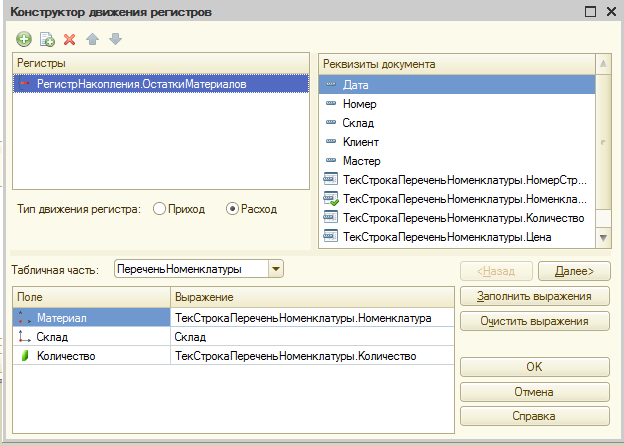 Конструктор движения регистров
Регистры
РегистрНакопления.ОстаткиМатериалов
Тип движения регистра:
Приход
Расход
Реквизиты документа
Дата
Номер
Склад
Клиент
Мастер
ТекСтрокаПереченьНоменклатуры.НомерСтр...
ТекСтрокаПереченьНоменклатуры.Номенкла...
ТекСтрокаПереченьНоменклатуры.Количество
ТекСтрокаПереченьНоменклатуры.Цена
Табличная часть:
ПереченьНоменклатуры
<Назад
Далее>
Поле Выражение
Материал ТекСтрокаПереченьНоменклатуры.Номенклатура
Склад Склад
Количество ТекСтрокаПереченьНоменклатуры.Количество
Заполнить выражения
Очистить выражения
OK
Отмена
Справка